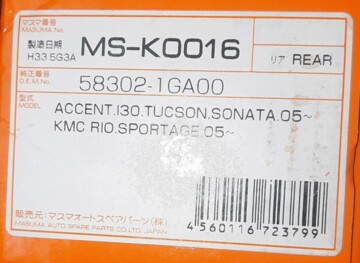 マスマ番号
MASUMA No.
MS-K0016
製造日期
H33 5G3A
リア REAR
純正番号
O.E.M No.
58302-1GA00
型式
MODEL
ACCENT.I30.TUCSON.SONATA.05~
KMC RIO.SPORTAGE.05~
販売元:マスマオートスペアパーツ(株)
MASUMA AUTO SPARE PARTS CO.,LTD. JAPAN
4560116723799